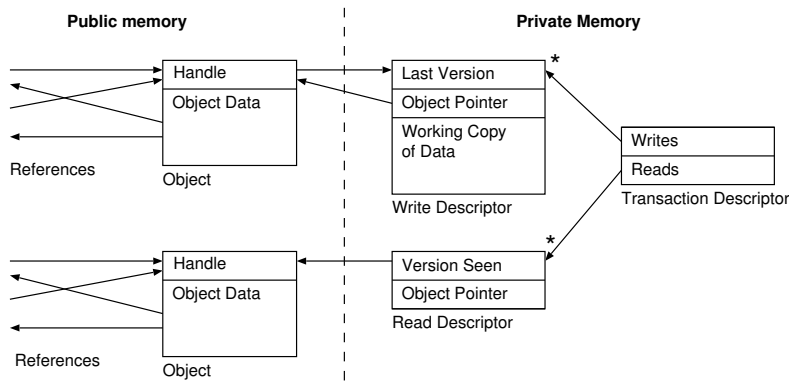 Public memory
Private Memory
Handle
Object Data
References
Object
Last Version
Object Pointer
Working Copy
of Data
Write Descriptor
*
Writes
Reads
Transaction Descriptor
*
Handle
Object Data
References
Object
Version Seen
Object Pointer
Read Descriptor